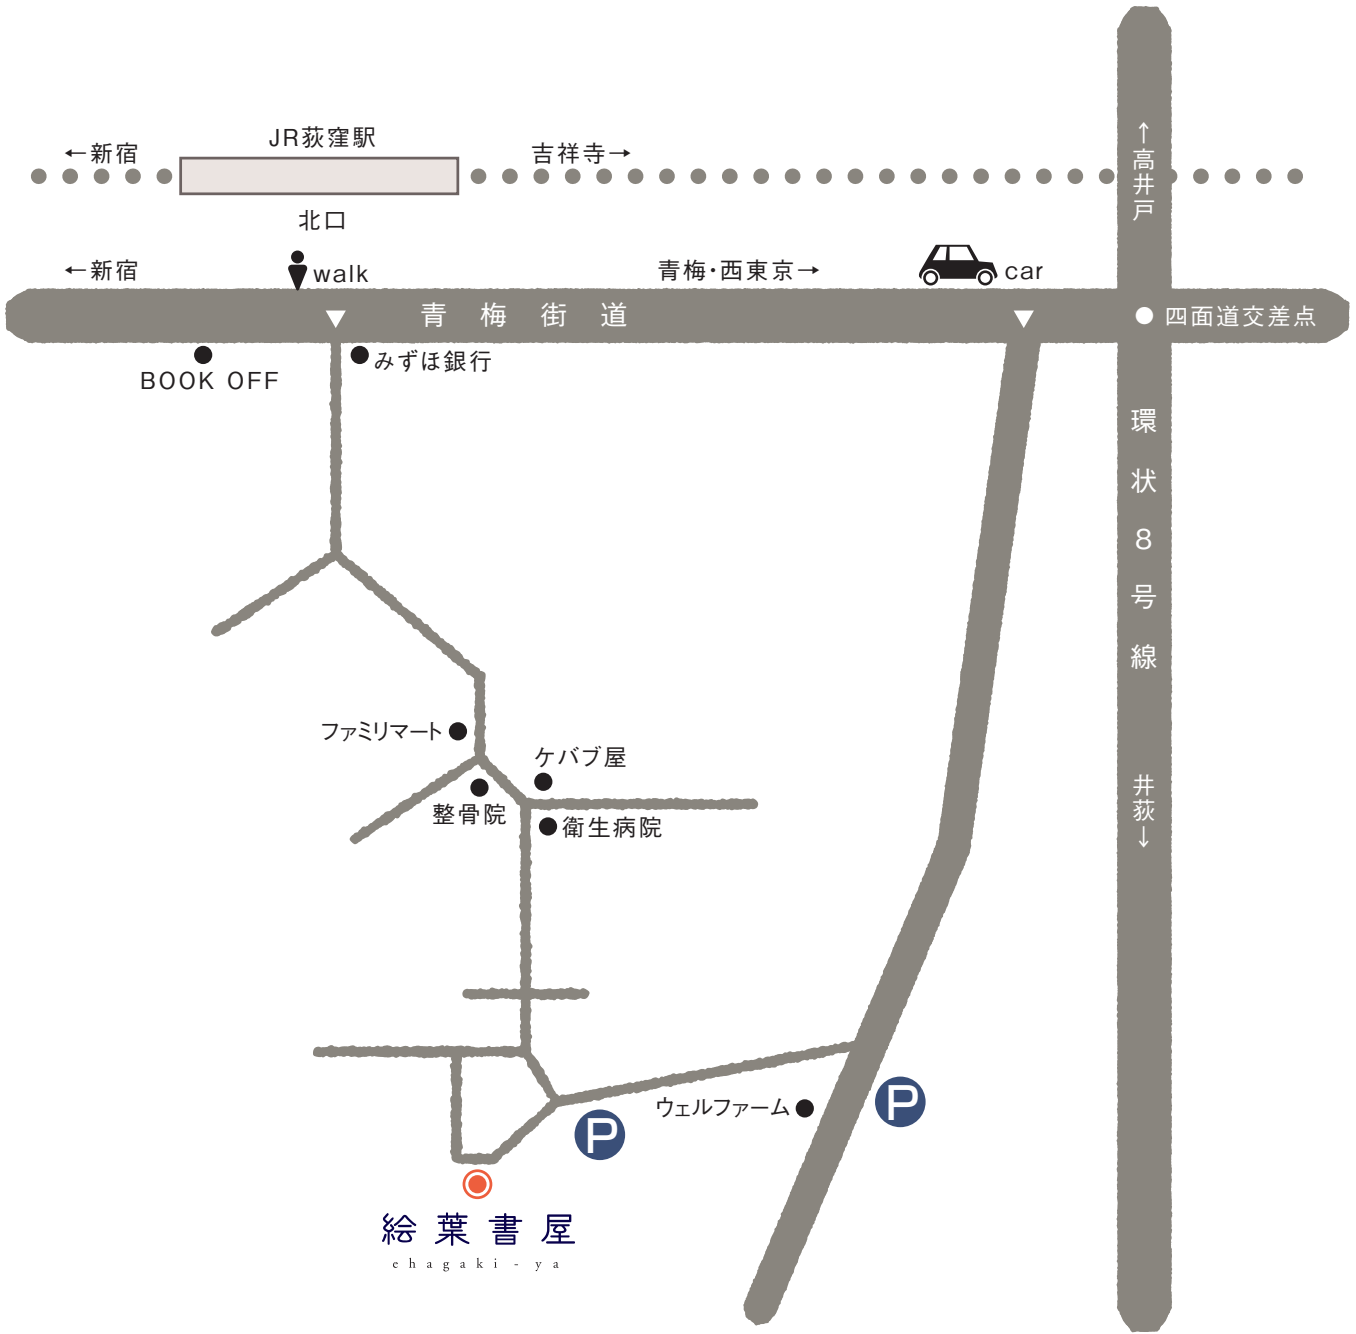 JR荻窪駅
←新宿
吉祥寺→
↑高井戸
北口
←新宿
walk
青梅・西東京→
car
青梅街道
四面道交差点
みずほ銀行
BOOK OFF
環状8号線
ファミリマート
ケバブ屋
整骨院
衛生病院
井荻↓
ウェルファーム
P
P
絵葉書屋
ehagaki-ya